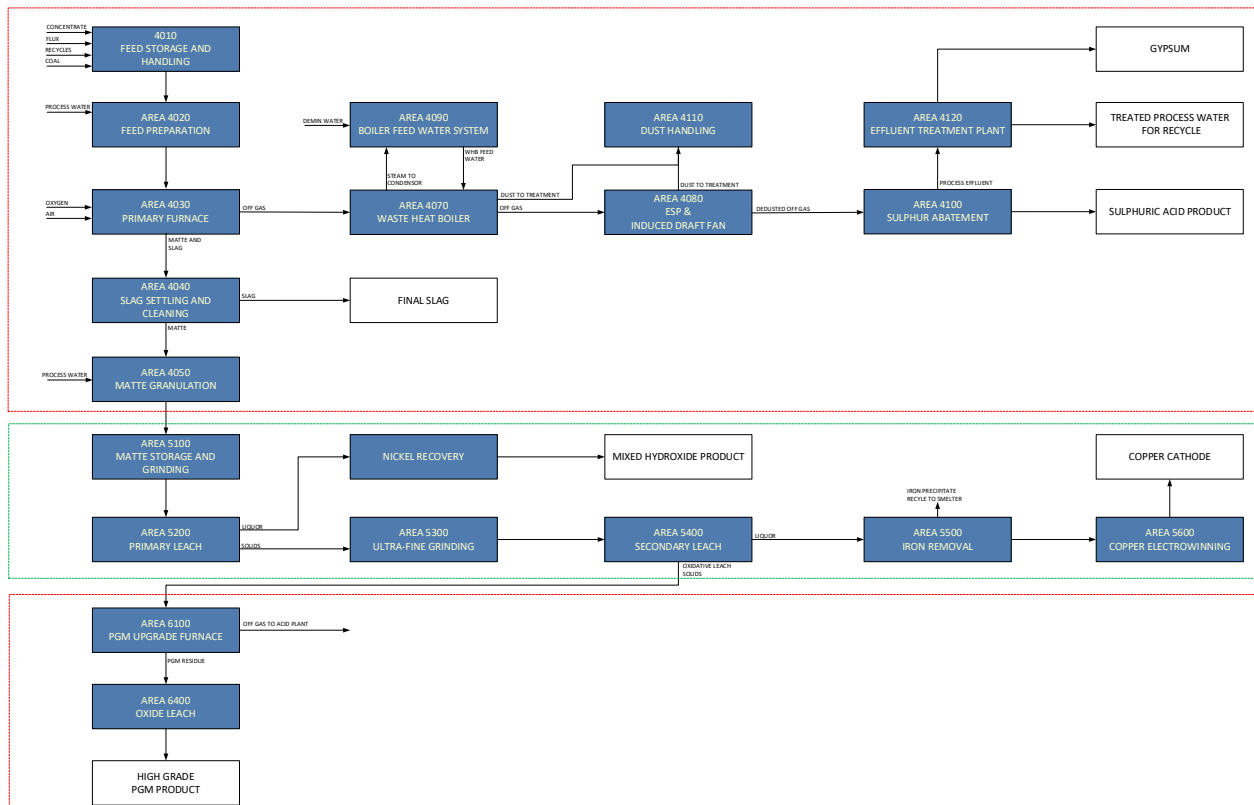 CONCENTRATE
FLUX
RECYCLES
COAL
4010
FEED STORAGE AND
HANDLING
GYPSUM
PROCESS WATER
AREA 4020
FEED PREPARATION
DEMIN WATER
AREA 4090
BOILER FEED WATER SYSTEM
AREA 4110
DUST HANDLING
AREA 4120
EFFLUENT TREATMENT PLANT
TREATED PROCESS WATER
FOR RECYCLE
STEAM TO
CONDENSOR
WHB FEED
WATER
DUST TO TREATMENT
DUST TO TREATMENT
PROCESS EFFLUENT
OXYGEN
AIR
AREA 4030
PRIMARY FURNACE
OFF GAS
AREA 4070
WASTE HEAT BOILER
OFF GAS
AREA 4080
ESP &
INDUCED DRAFT FAN
DEDUSTED OFF GAS
AREA 4100
SULPHUR ABATEMENT
SULPHURIC ACID PRODUCT
MATTE AND
SLAG
AREA 4040
SLAG SETTLING AND
CLEANING
SLAG
FINAL SLAG
MATTE
PROCESS WATER
AREA 4050
MATTE GRANULATION
AREA 5100
MATTE STORAGE AND
GRINDING
NICKEL RECOVERY
MIXED HYDROXIDE PRODUCT
COPPER CATHODE
IRON PRECIPITATE
RECYLE TO SMELTER
AREA 5200
PRIMARY LEACH
LIQUOR
SOLIDS
AREA 5300
ULTRA-FINE GRINDING
AREA 5400
SECONDARY LEACH
LIQUOR
AREA 5500
IRON REMOVAL
AREA 5600
COPPER ELECTROWINNING
OXIDATIVE LEACH
SOLIDS
AREA 6100
PGM UPGRADE FURNACE
OFF GAS TO ACID PLANT
PGM RESIDUE
AREA 6400
OXIDE LEACH
HIGH GRADE
PGM PRODUCT